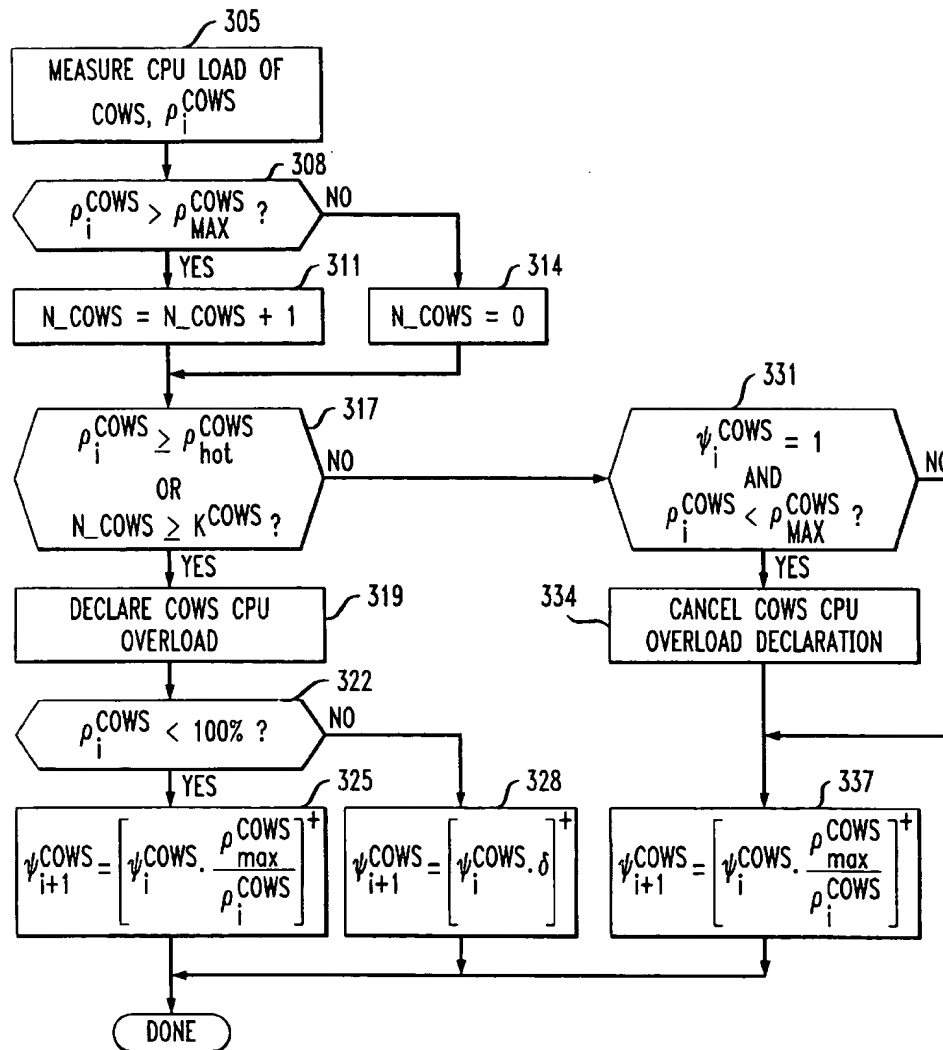 305
MEASURE CPU LOAD OF
COWS, ρ_i^COWS
308
ρ_i^COWS > ρ_MAX^COWS ?
NO
YES
311
N_COWS = N_COWS + 1
314
N_COWS = 0
317
ρ_i^COWS ≥ ρ_hot^COWS
OR
N_COWS ≥ K^COWS ?
NO
YES
331
ψ_i^COWS = 1
AND
ρ_i^COWS < ρ_MAX^COWS ?
NO
YES
319
DECLARE COWS CPU
OVERLOAD
334
CANCEL COWS CPU
OVERLOAD DECLARATION
322
ρ_i^COWS < 100% ?
NO
YES
325
ψ_{i+1}^COWS = [ψ_i^COWS · ρ_max^COWS / ρ_i^COWS]^+
328
ψ_{i+1}^COWS = [ψ_i^COWS · δ]^+
337
ψ_{i+1}^COWS = [ψ_i^COWS · ρ_max^COWS / ρ_i^COWS]^+
DONE